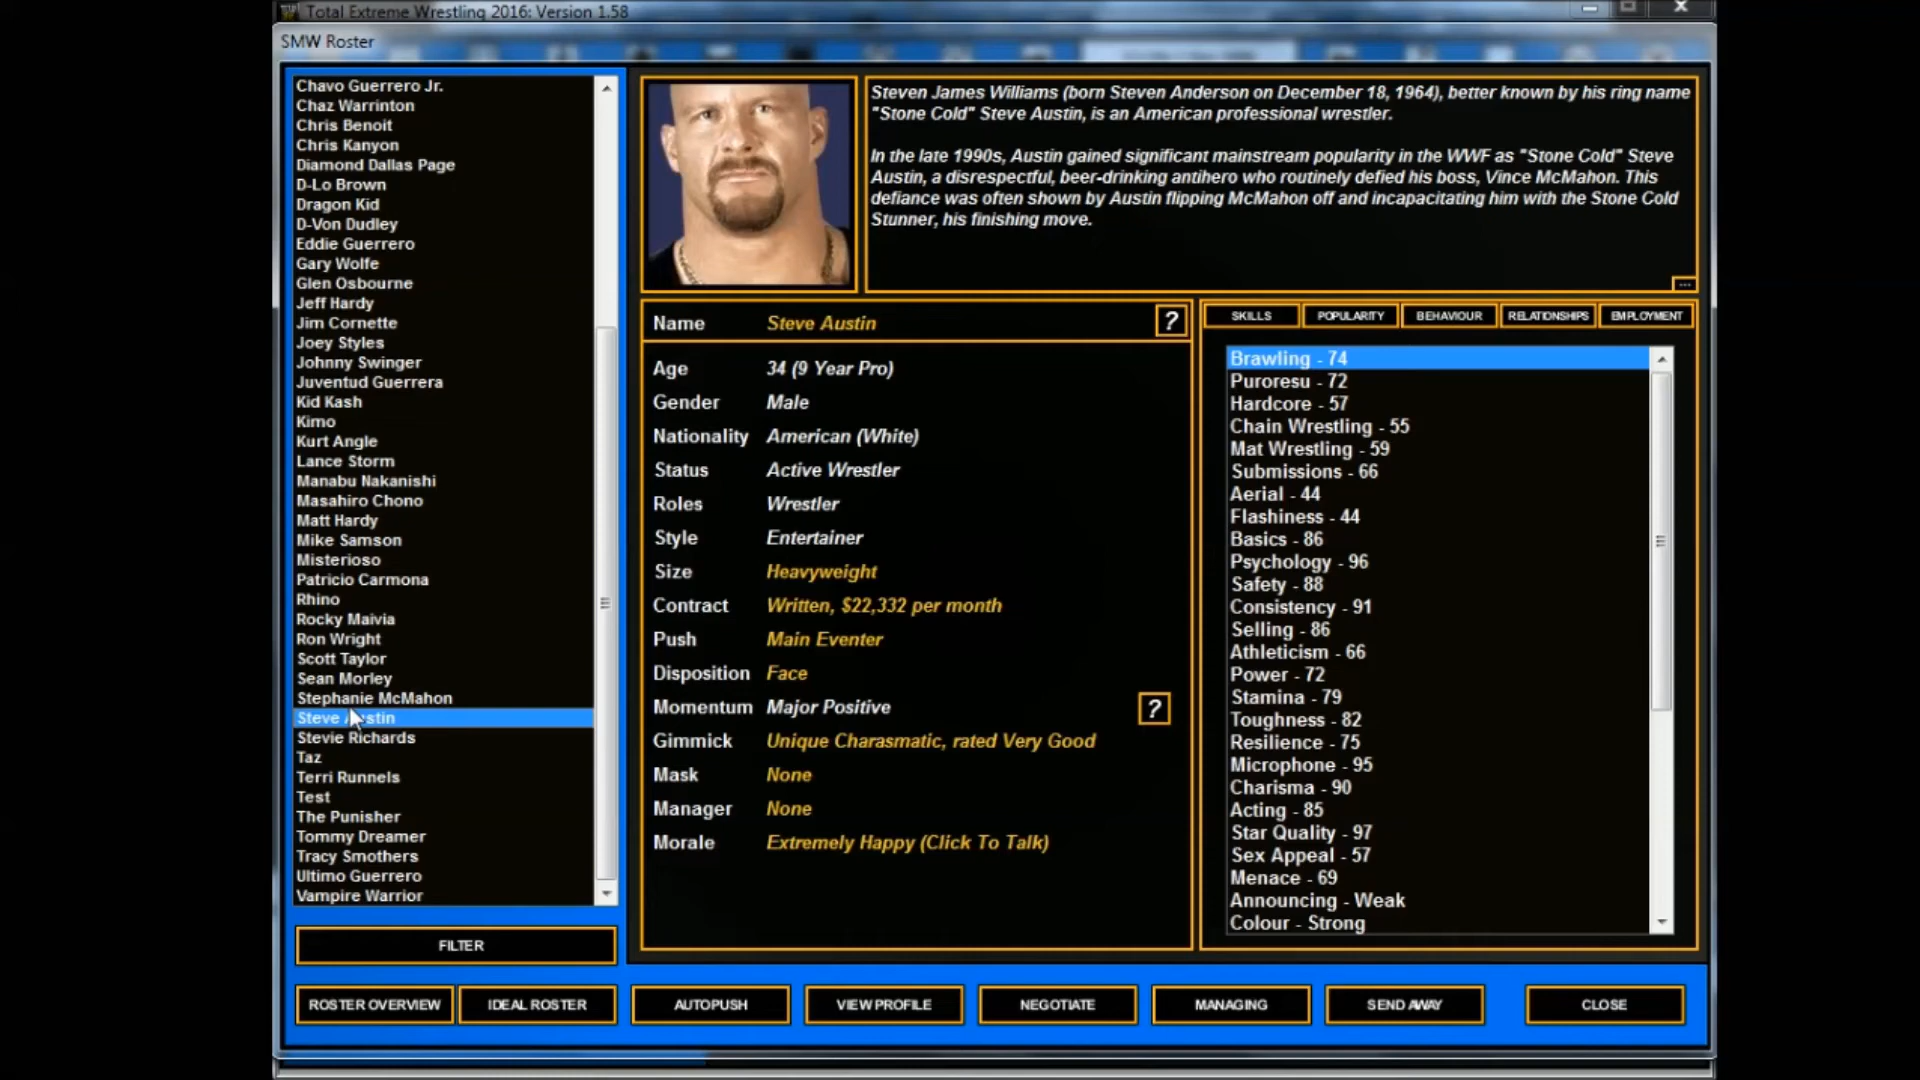 Total Extreme Wrestling 2016: Version 1.58
SMW Roster
Chavo Guerrero Jr.
Chaz Warrinton
Chris Benoit
Chris Kanyon
Diamond Dallas Page
D-Lo Brown
Dragon Kid
D-Von Dudley
Eddie Guerrero
Gary Wolfe
Glen Osbourne
Jeff Hardy
Jim Cornette
Joey Styles
Johnny Swinger
Juventud Guerrera
Kid Kash
Kimo
Kurt Angle
Lance Storm
Manabu Nakanishi
Masahiro Chono
Matt Hardy
Mike Samson
Misterioso
Patricio Carmona
Rhino
Rocky Maivia
Ron Wright
Scott Taylor
Sean Morley
Stephanie McMahon
Steve Austin
Stevie Richards
Taz
Terri Runnels
Test
The Punisher
Tommy Dreamer
Tracy Smothers
Ultimo Guerrero
Vampire Warrior
FILTER
Steven James Williams (born Steven Anderson on December 18, 1964), better known by his ring name
"Stone Cold" Steve Austin, is an American professional wrestler.
In the late 1990s, Austin gained significant mainstream popularity in the WWF as "Stone Cold" Steve
Austin, a disrespectful, beer-drinking antihero who routinely defied his boss, Vince McMahon. This
defiance was often shown by Austin flipping McMahon off and incapacitating him with the Stone Cold
Stunner, his finishing move.
...
Name Steve Austin ?
Age 34 (9 Year Pro)
Gender Male
Nationality American (White)
Status Active Wrestler
Roles Wrestler
Style Entertainer
Size Heavyweight
Contract Written, $22,332 per month
Push Main Eventer
Disposition Face
Momentum Major Positive ?
Gimmick Unique Charasmatic, rated Very Good
Mask None
Manager None
Morale Extremely Happy (Click To Talk)
SKILLS POPULARITY BEHAVIOUR RELATIONSHIPS EMPLOYMENT
Brawling - 74
Puroresu - 72
Hardcore - 57
Chain Wrestling - 55
Mat Wrestling - 59
Submissions - 66
Aerial - 44
Flashiness - 44
Basics - 86
Psychology - 96
Safety - 88
Consistency - 91
Selling - 86
Athleticism - 66
Power - 72
Stamina - 79
Toughness - 82
Resilience - 75
Microphone - 95
Charisma - 90
Acting - 85
Star Quality - 97
Sex Appeal - 57
Menace - 69
Announcing - Weak
Colour - Strong
ROSTER OVERVIEW IDEAL ROSTER AUTOPUSH VIEW PROFILE NEGOTIATE MANAGING SEND AWAY CLOSE